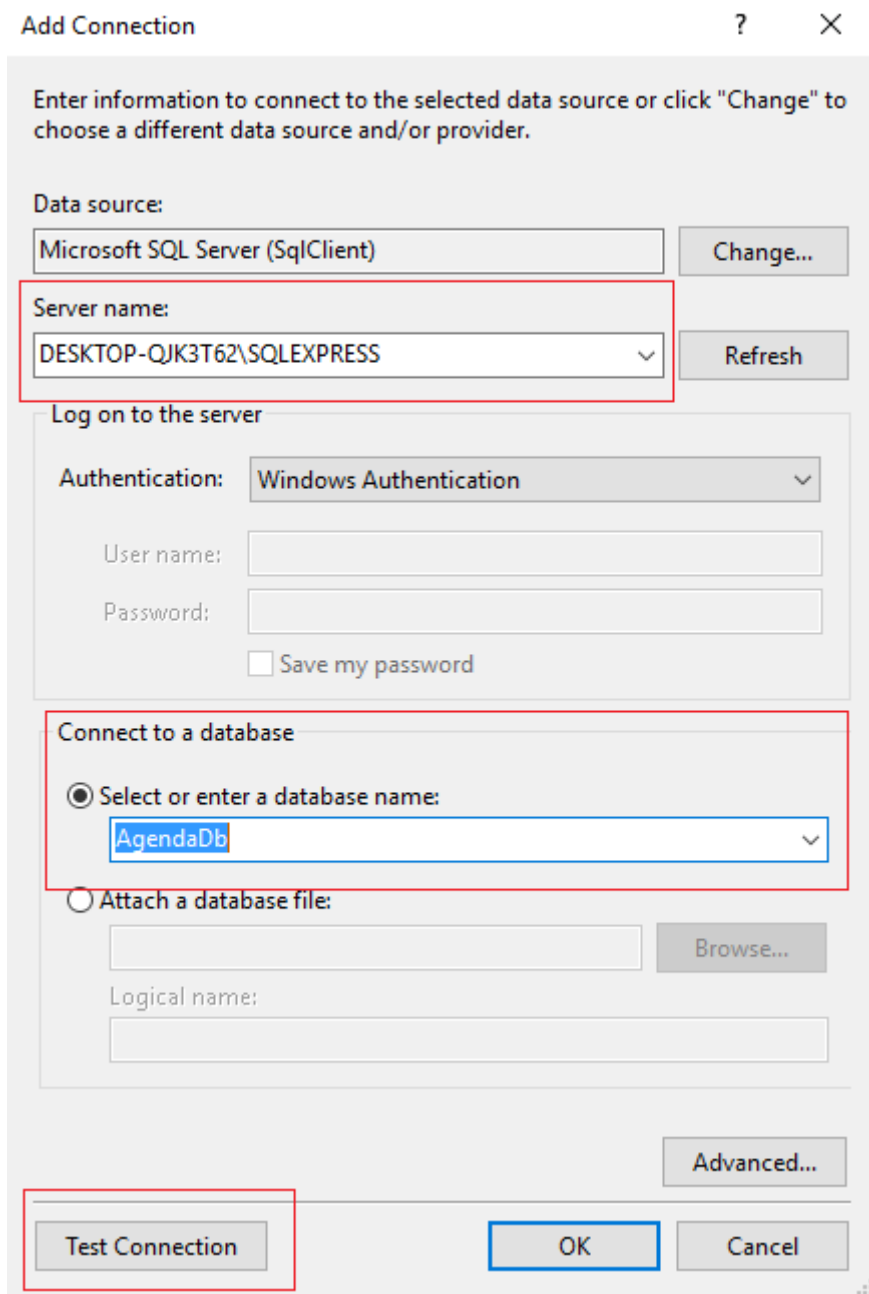 Add Connection
?
Enter information to connect to the selected data source or click "Change" to
choose a different data source and/or provider.
Data source:
Microsoft SQL Server (SqlClient)
Change...
Server name:
DESKTOP-QJK3T62\SQLEXPRESS
Refresh
Log on to the server
Authentication:
Windows Authentication
User name:
Password:
Save my password
Connect to a database
Select or enter a database name:
AgendaDb
Attach a database file:
Browse...
Logical name:
Advanced...
Test Connection
OK
Cancel